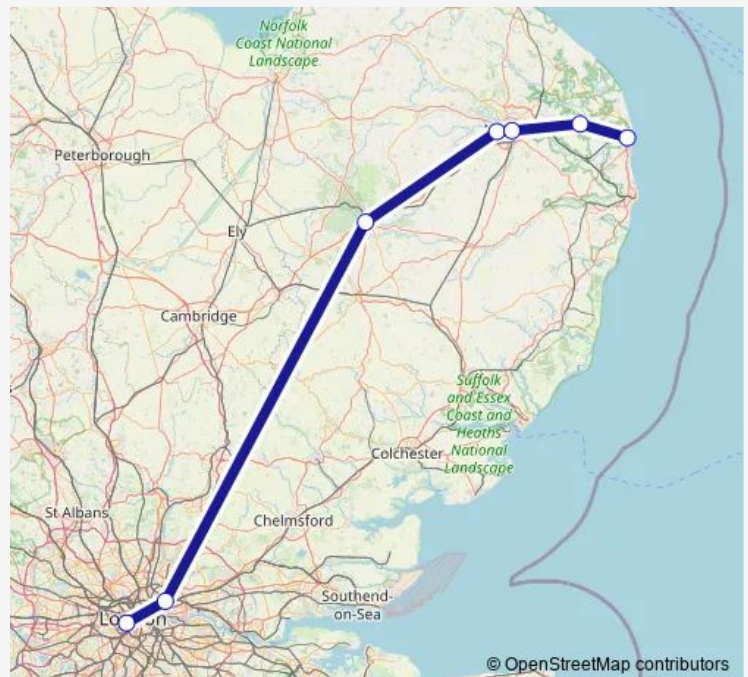 Norfolk
Coast National
Landscape
Peterborough
Ely
Cambridge
Suffolk
and Essex
Coast and
Heaths
National
Landscape
Colchester
St Albans
Chelmsford
Southend-
on-Sea
© OpenStreetMap contributors